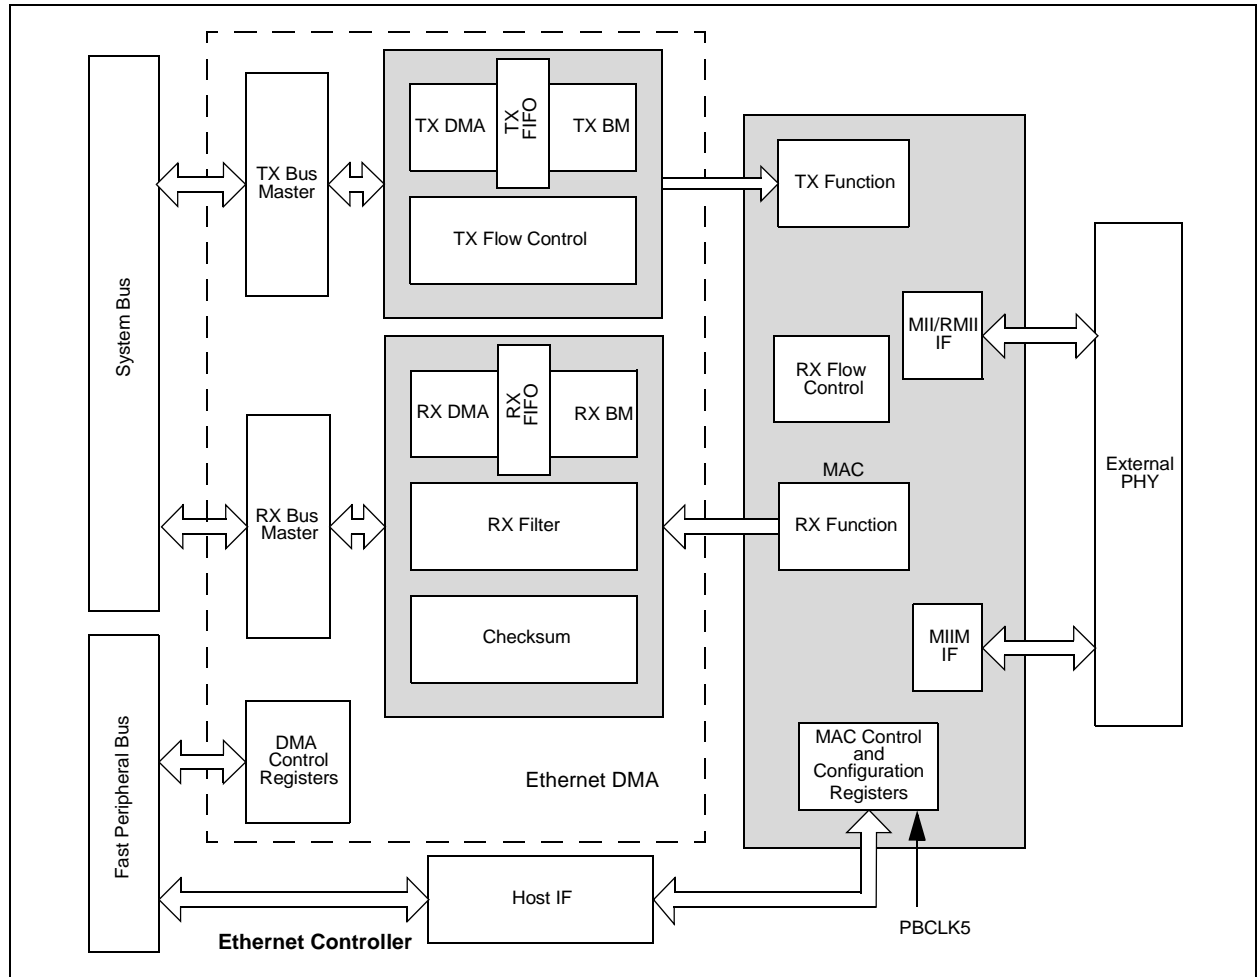 System Bus
Fast Peripheral Bus
TX Bus
Master
RX Bus
Master
DMA
Control
Registers
TX DMA
TX
FIFO
TX BM
TX Flow Control
RX DMA
RX
FIFO
RX BM
RX Filter
Checksum
Ethernet DMA
TX Function
MII/RMII
IF
RX Flow
Control
MAC
RX Function
MIIM
IF
MAC Control
and
Configuration
Registers
External
PHY
Host IF
PBCLK5
Ethernet Controller